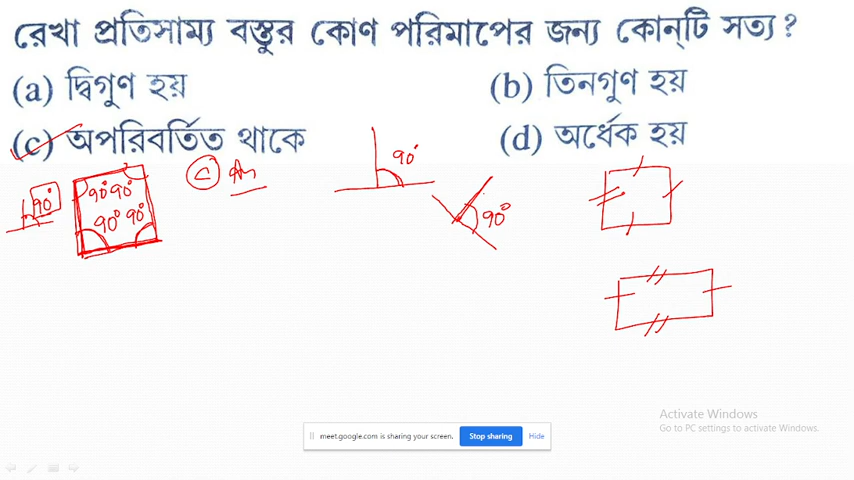 রেখা প্রতিসাম্য বস্তুর কোণ পরিমাপের জন্য কোন্‌টি সত্য ?
(a) দ্বিগুণ হয় (b) তিনগুণ হয়
(c) অপরিবর্তিত থাকে (d) অর্ধেক হয়
90° 90° 90° (c) Ans 90°
90° 90° 90°
Activate Windows
Go to PC settings to activate Windows.
meet.google.com is sharing your screen. Stop sharing Hide